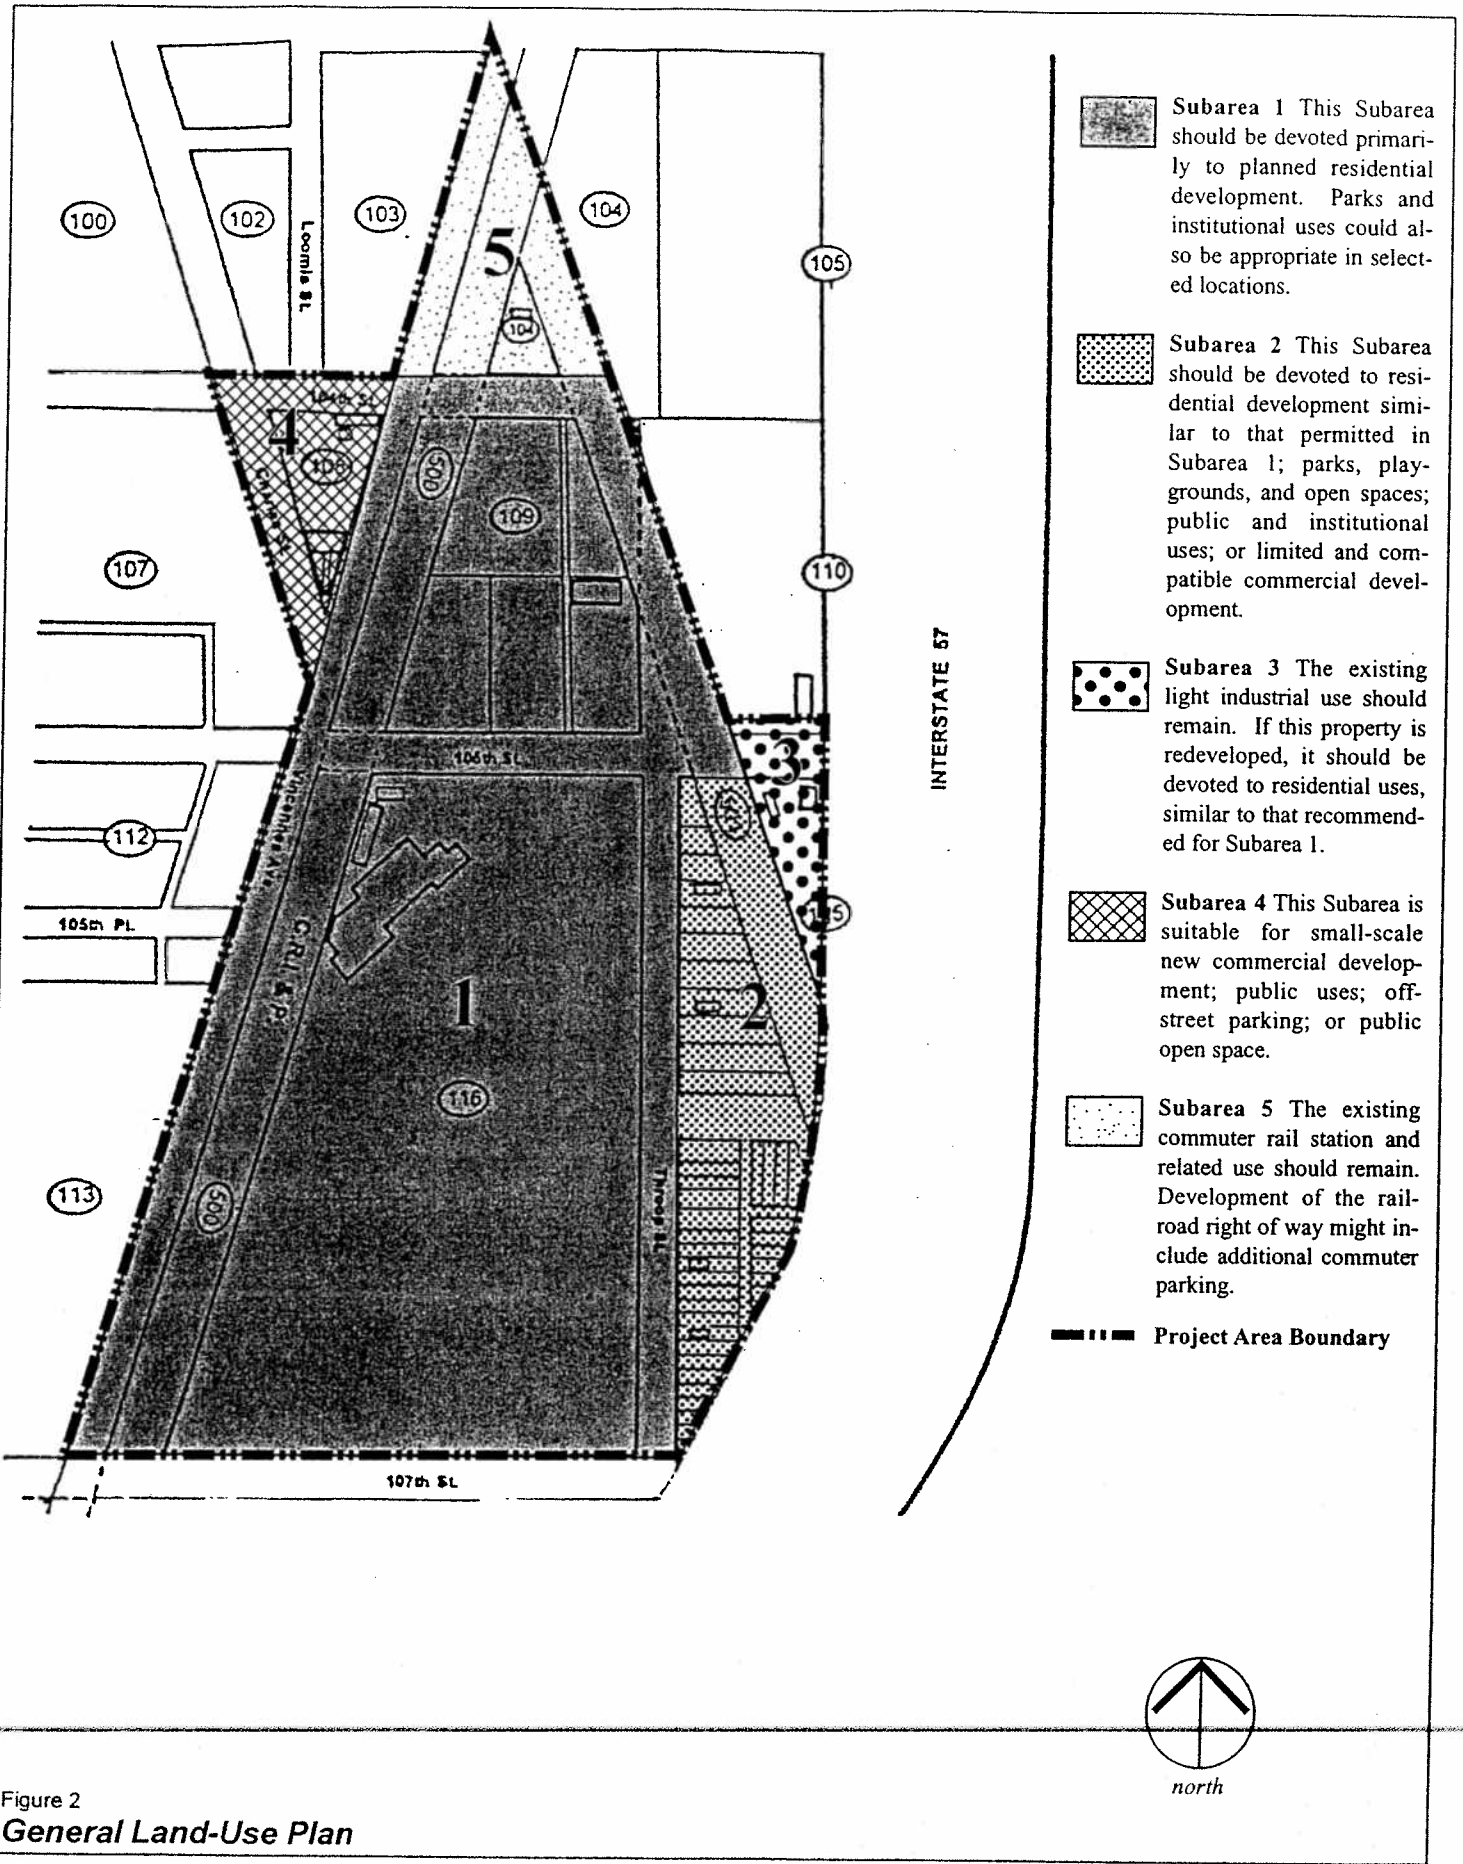 100
102
Loomis St.
103
104
105
5
104
104th St.
4
108
500
109
107
110
INTERSTATE 57
3
106th St.
Vincennes Ave.
112
105th Pl.
C.R.I. & P.
1
2
116
113
500
Throop St.
107th St.
Subarea 1 This Subarea
should be devoted primari-
ly to planned residential
development. Parks and
institutional uses could al-
so be appropriate in select-
ed locations.
Subarea 2 This Subarea
should be devoted to resi-
dential development simi-
lar to that permitted in
Subarea 1; parks, play-
grounds, and open spaces;
public and institutional
uses; or limited and com-
patible commercial devel-
opment.
Subarea 3 The existing
light industrial use should
remain. If this property is
redeveloped, it should be
devoted to residential uses,
similar to that recommend-
ed for Subarea 1.
Subarea 4 This Subarea is
suitable for small-scale
new commercial develop-
ment; public uses; off-
street parking; or public
open space.
Subarea 5 The existing
commuter rail station and
related use should remain.
Development of the rail-
road right of way might in-
clude additional commuter
parking.
Project Area Boundary
north
Figure 2
General Land-Use Plan